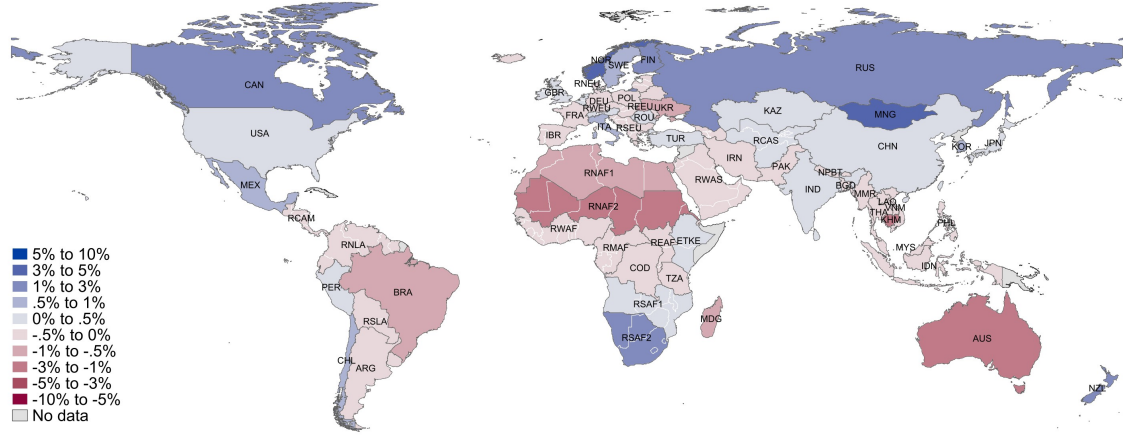 NOR
FIN
SWE
RUS
CAN
RNEU
GBR
DEU
POL
RWEU
REEU
UKR
KAZ
MNG
FRA
ROU
USA
ITA
RSEU
IBR
TUR
RCAS
CHN
KOR
JPN
IRN
PAK
RNAF1
NPBT
MEX
RWAS
IND
BGD
MMR
LAO
VNM
THA
KHM
RNAF2
RCAM
PHL
RWAF
RNLA
RMAF
REAF
ETKE
MYS
IDN
COD
TZA
PER
BRA
RSAF1
RSLA
MDG
RSAF2
AUS
CHL
ARG
NZL
5% to 10%
3% to 5%
1% to 3%
.5% to 1%
0% to .5%
-.5% to 0%
-1% to -.5%
-3% to -1%
-5% to -3%
-10% to -5%
No data